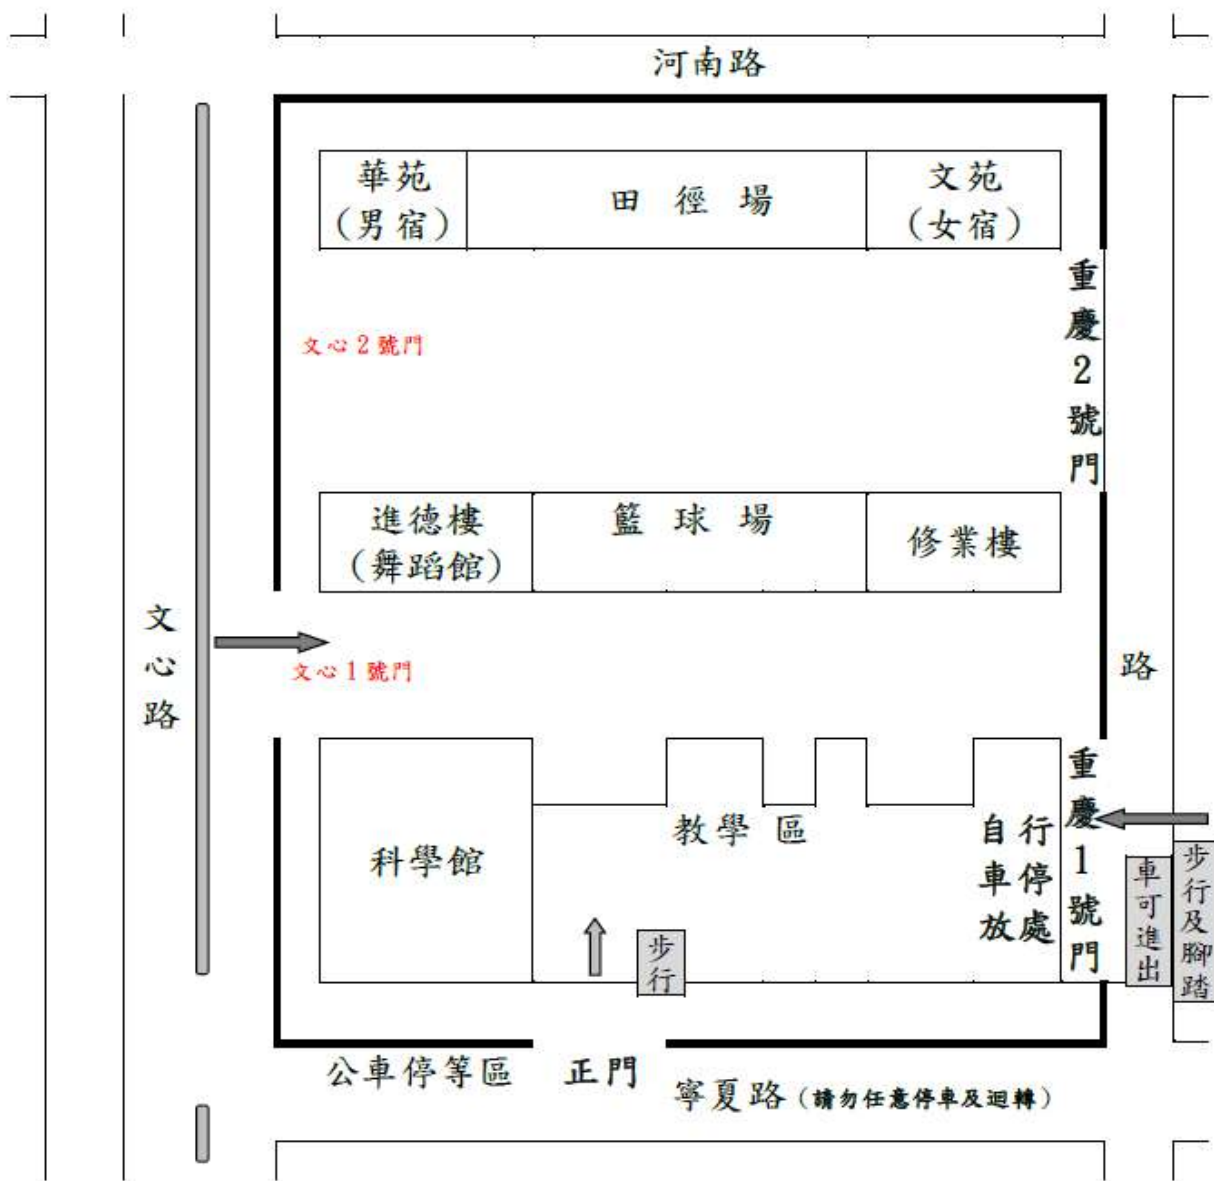 河南路
華苑
(男宿)
田 徑 場
文苑
(女宿)
重慶2號門
文心2號門
進德樓
(舞蹈館)
籃 球 場
修業樓
文心路
文心1號門
路
科學館
教學 區
自行
車停
放處
重慶1號門
車可進出
步行及腳踏
步行
公車停等區
正門
寧夏路(請勿任意停車及迴轉)